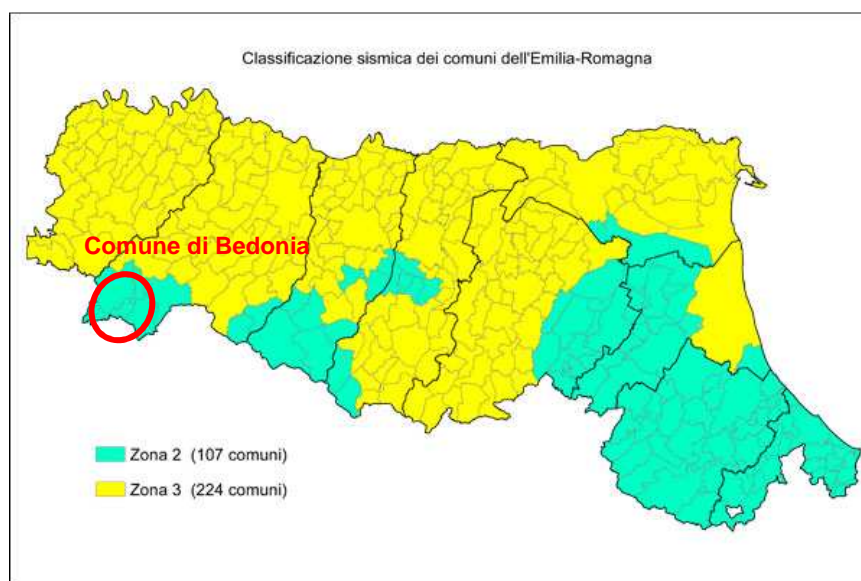 Classificazione sismica dei comuni dell'Emilia-Romagna
Comune di Bedonia
Zona 2 (107 comuni)
Zona 3 (224 comuni)